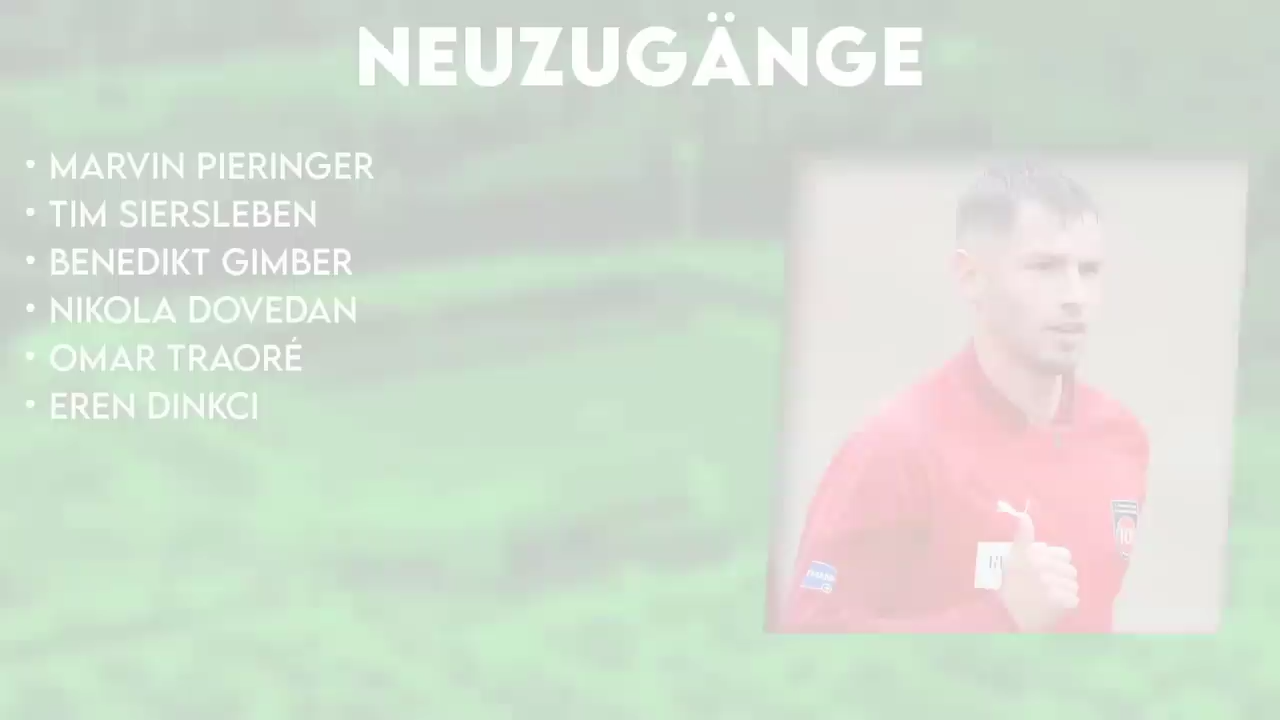 NEUZUGÄNGE
• MARVIN PIERINGER
• TIM SIERSLEBEN
• BENEDIKT GIMBER
• NIKOLA DOVEDAN
• OMAR TRAORÉ
• EREN DINKCI